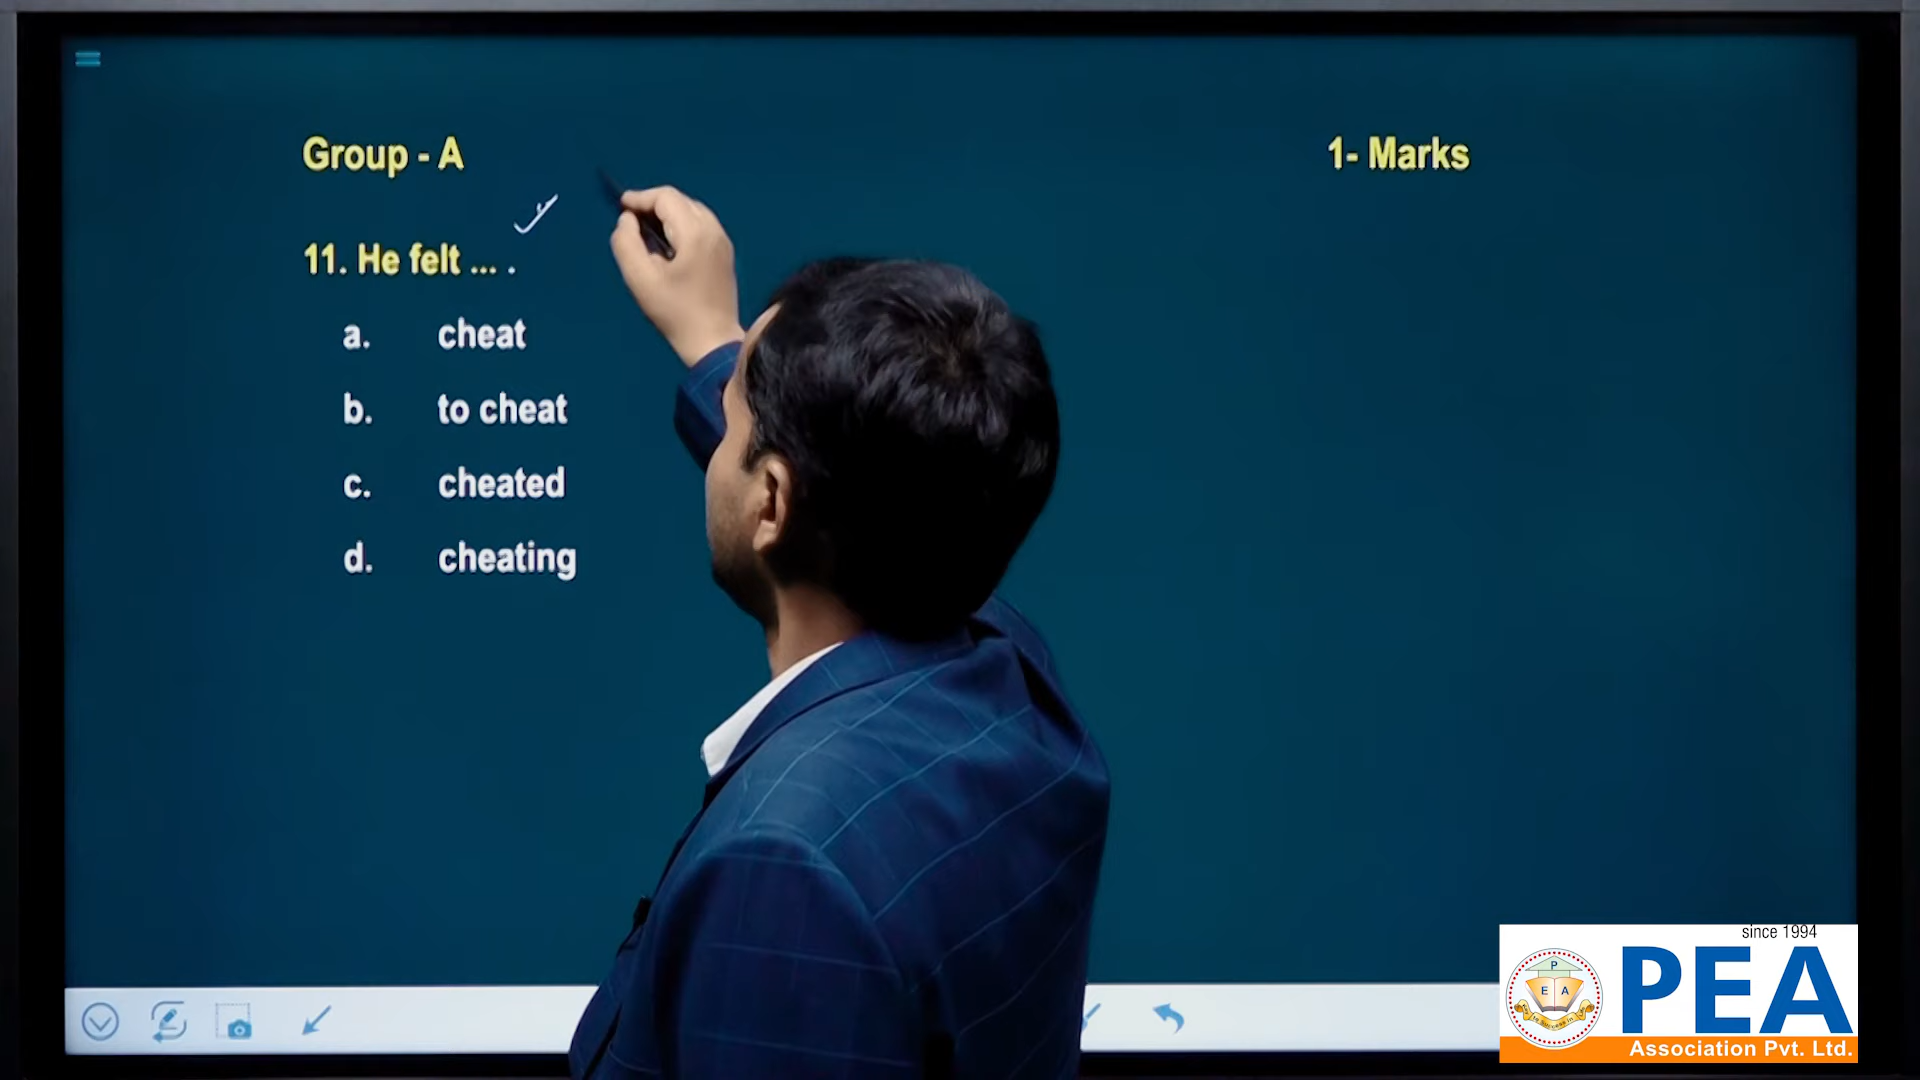 Group - A
1- Marks
11. He felt ... .
a. cheat
b. to cheat
c. cheated
d. cheating
since 1994
P
E A
PEA
Association Pvt. Ltd.